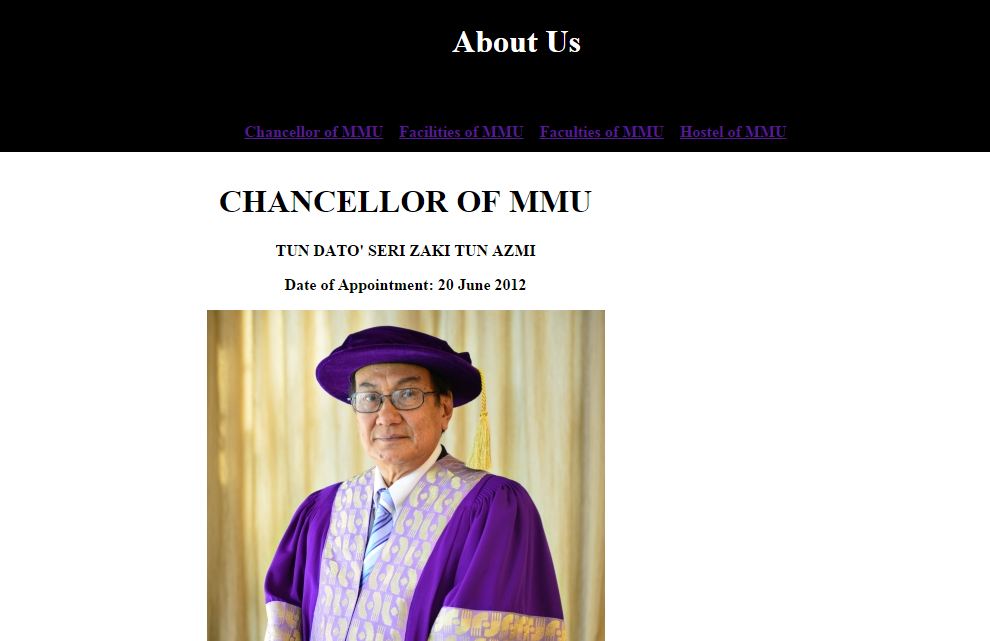 About Us
Chancellor of MMU Facilities of MMU Faculties of MMU Hostel of MMU
CHANCELLOR OF MMU
TUN DATO' SERI ZAKI TUN AZMI
Date of Appointment: 20 June 2012